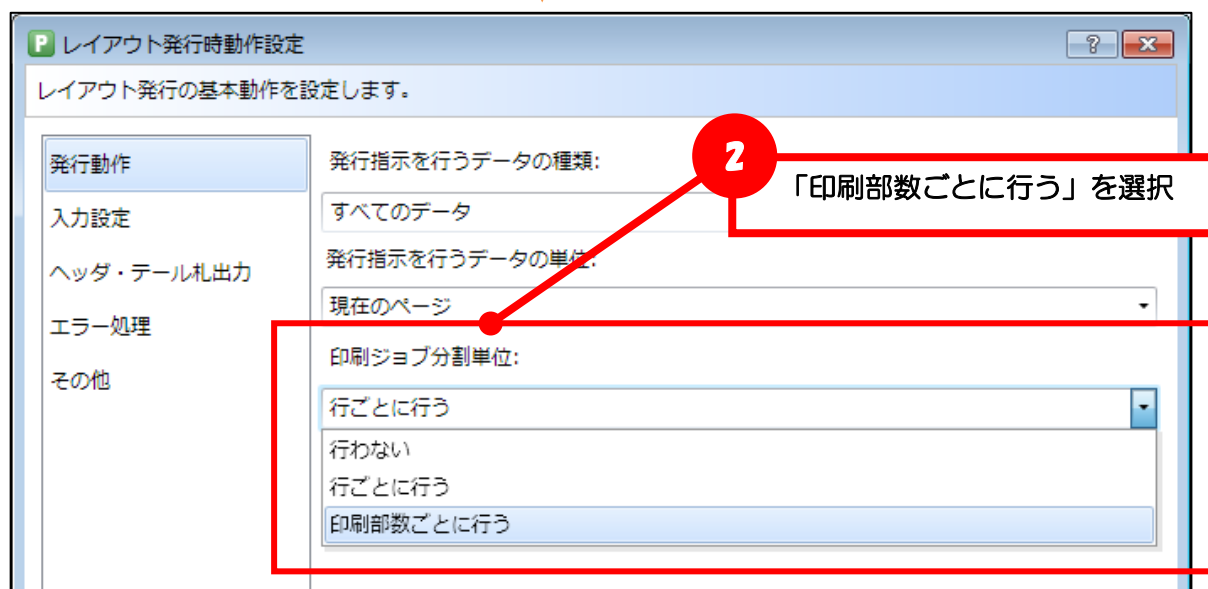 P レイアウト発行時動作設定
?
レイアウト発行の基本動作を設定します。
発行動作
入力設定
ヘッダ・テール札出力
エラー処理
その他
発行指示を行うデータの種類:
すべてのデータ
発行指示を行うデータの単位:
現在のページ
印刷ジョブ分割単位:
行ごとに行う
行わない
行ごとに行う
印刷部数ごとに行う
2
「印刷部数ごとに行う」を選択